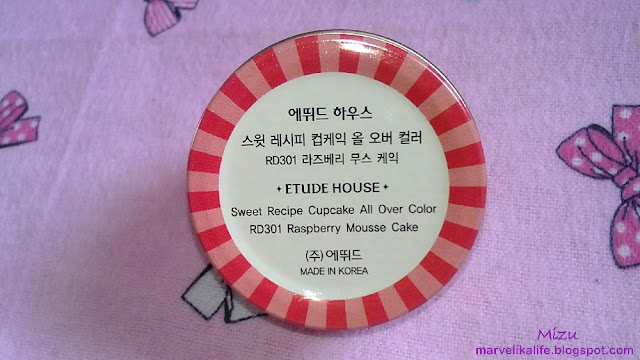 에뛰드 하우스
스윗 레시피 컵케익 올 오버 컬러
RD301 라즈베리 무스 케익
ETUDE HOUSE
Sweet Recipe Cupcake All Over Color
RD301 Raspberry Mousse Cake
(주)에뛰드
MADE IN KOREA
Mizu
marvelikalife.blogspot.com